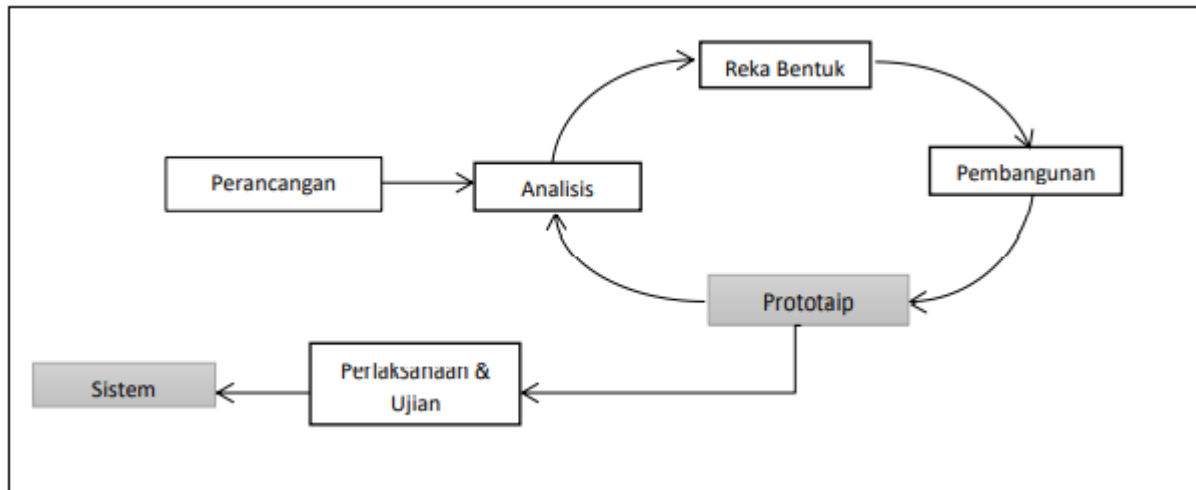 Reka Bentuk
Pembangunan
Perancangan
Analisis
Prototaip
Perlaksanaan &
Ujian
Sistem